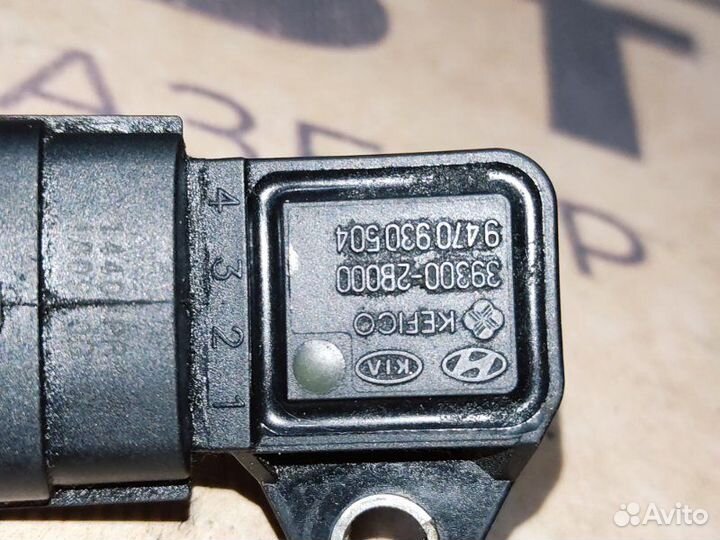 KIA
KEFICO
39300-2B000
9470930504
4 3 2 1
Avito